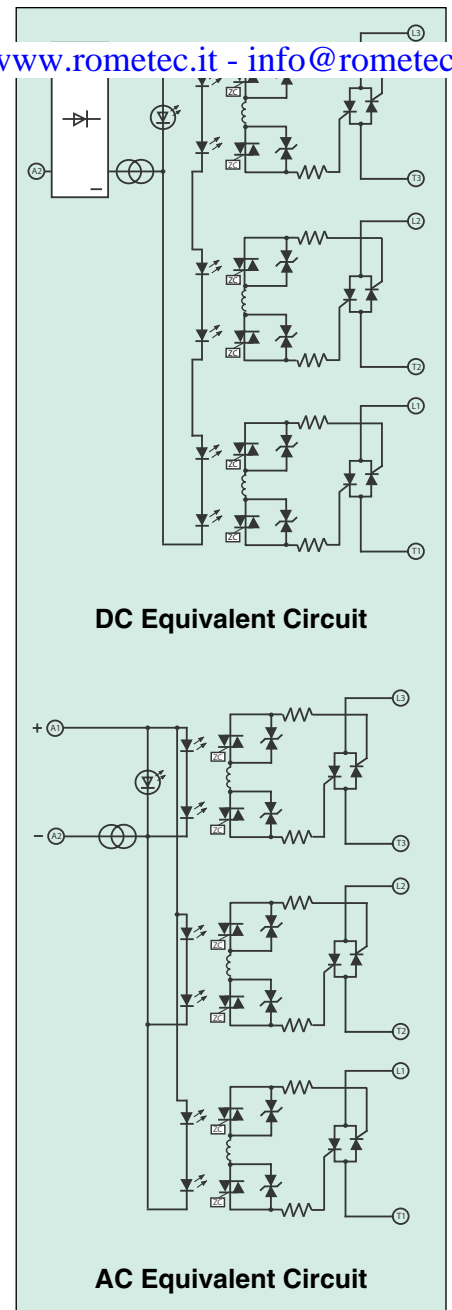 L3
www.rometec.it - info@rometec
ZC
A2
ZC
T3
L2
ZC
ZC
T2
L1
ZC
ZC
T1
DC Equivalent Circuit
L3
+ A1
ZC
- A2
ZC
T3
L2
ZC
ZC
T2
L1
ZC
ZC
T1
AC Equivalent Circuit